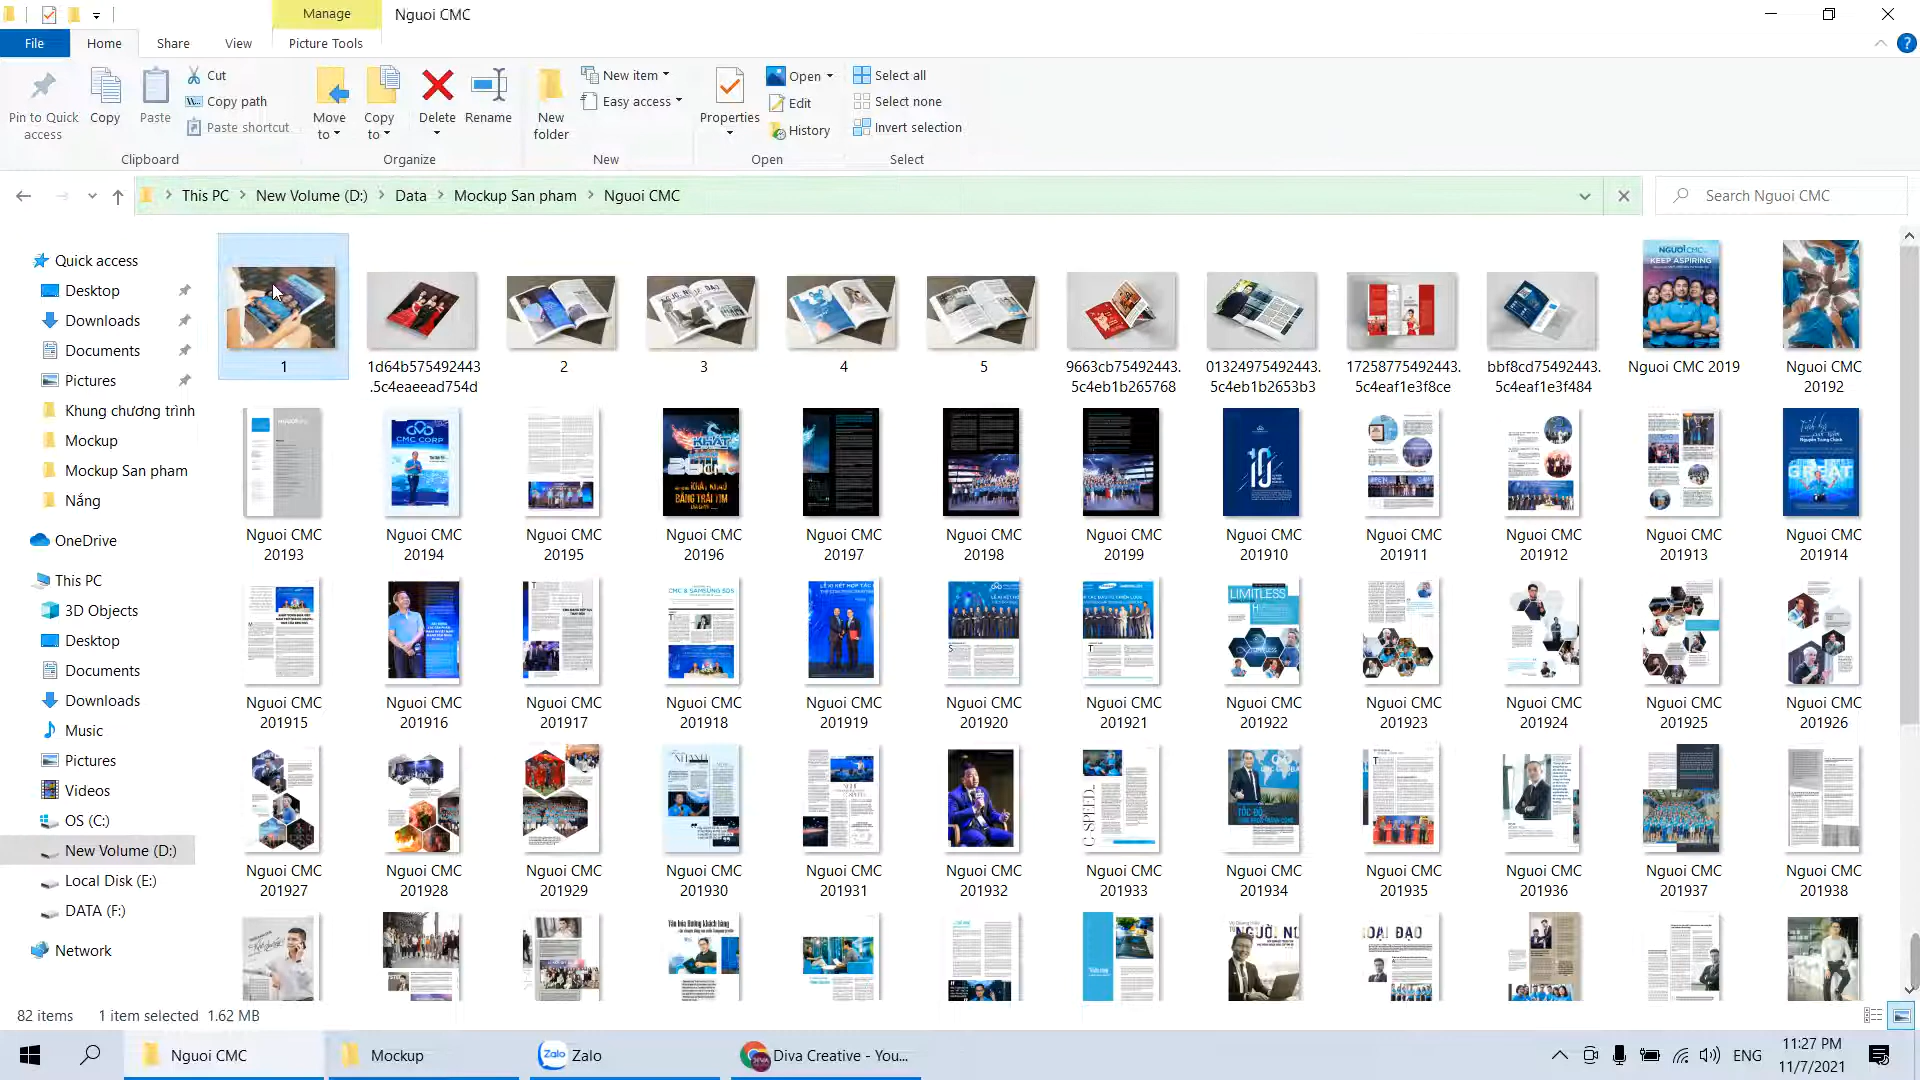 Manage
Nguoi CMC
File
Home
Share
View
Picture Tools
Pin to Quick access
Copy
Paste
Cut
Copy path
Paste shortcut
Move to
Copy to
Delete
Rename
New folder
New item
Easy access
Properties
Open
Edit
History
Select all
Select none
Invert selection
Clipboard
Organize
New
Open
Select
This PC
New Volume (D:)
Data
Mockup San pham
Nguoi CMC
Search Nguoi CMC
Quick access
Desktop
Downloads
Documents
Pictures
Khung chương trình
Mockup
Mockup San pham
Nắng
OneDrive
This PC
3D Objects
Desktop
Documents
Downloads
Music
Pictures
Videos
OS (C:)
New Volume (D:)
Local Disk (E:)
DATA (F:)
Network
1
1d64b575492443.5c4eaeead754d
2
3
4
5
9663cb75492443.5c4eb1b265768
01324975492443.5c4eb1b2653b3
17258775492443.5c4eaf1e3f8ce
bbf8cd75492443.5c4eaf1e3f484
Nguoi CMC 2019
Nguoi CMC 20192
Nguoi CMC 20193
Nguoi CMC 20194
Nguoi CMC 20195
Nguoi CMC 20196
Nguoi CMC 20197
Nguoi CMC 20198
Nguoi CMC 20199
Nguoi CMC 201910
Nguoi CMC 201911
Nguoi CMC 201912
Nguoi CMC 201913
Nguoi CMC 201914
Nguoi CMC 201915
Nguoi CMC 201916
Nguoi CMC 201917
Nguoi CMC 201918
Nguoi CMC 201919
Nguoi CMC 201920
Nguoi CMC 201921
Nguoi CMC 201922
Nguoi CMC 201923
Nguoi CMC 201924
Nguoi CMC 201925
Nguoi CMC 201926
Nguoi CMC 201927
Nguoi CMC 201928
Nguoi CMC 201929
Nguoi CMC 201930
Nguoi CMC 201931
Nguoi CMC 201932
Nguoi CMC 201933
Nguoi CMC 201934
Nguoi CMC 201935
Nguoi CMC 201936
Nguoi CMC 201937
Nguoi CMC 201938
KEEP ASPIRING
CMC CORP
LIMITLESS
82 items
1 item selected 1.62 MB
Nguoi CMC
Mockup
Zalo
Diva Creative - You...
ENG
11:27 PM
11/7/2021